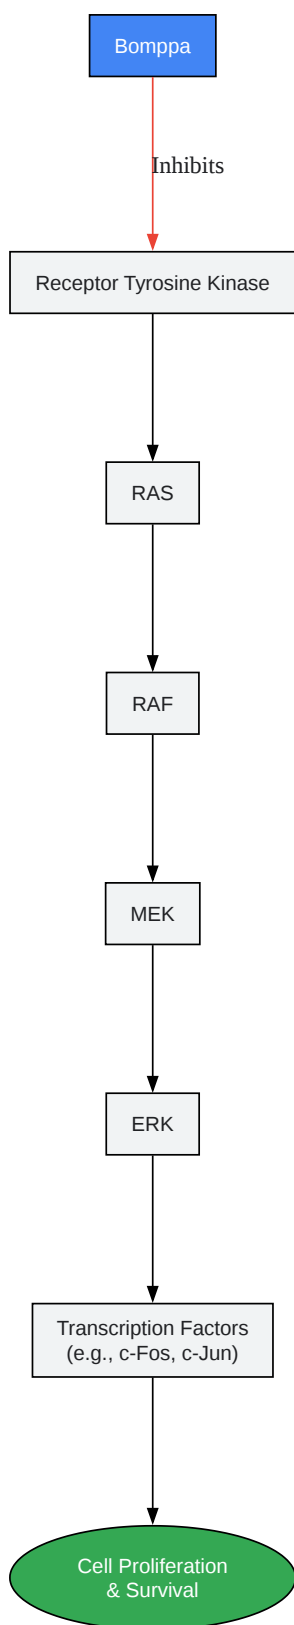 Bomppa
Inhibits
Receptor Tyrosine Kinase
RAS
RAF
MEK
ERK
Transcription Factors
(e.g., c-Fos, c-Jun)
Cell Proliferation
& Survival